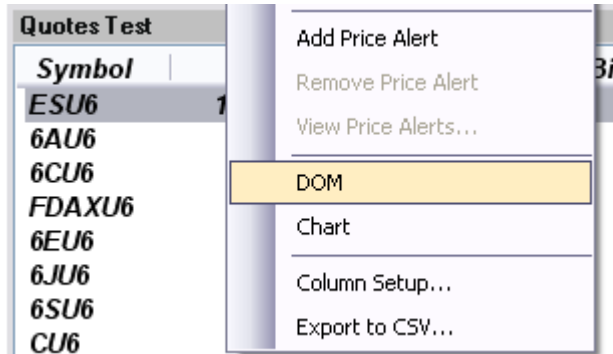 Quotes Test
Symbol
ESU6 1
6AU6
6CU6
FDAXU6
6EU6
6JU6
6SU6
CU6
Add Price Alert
Remove Price Alert
View Price Alerts...
DOM
Chart
Column Setup...
Export to CSV...